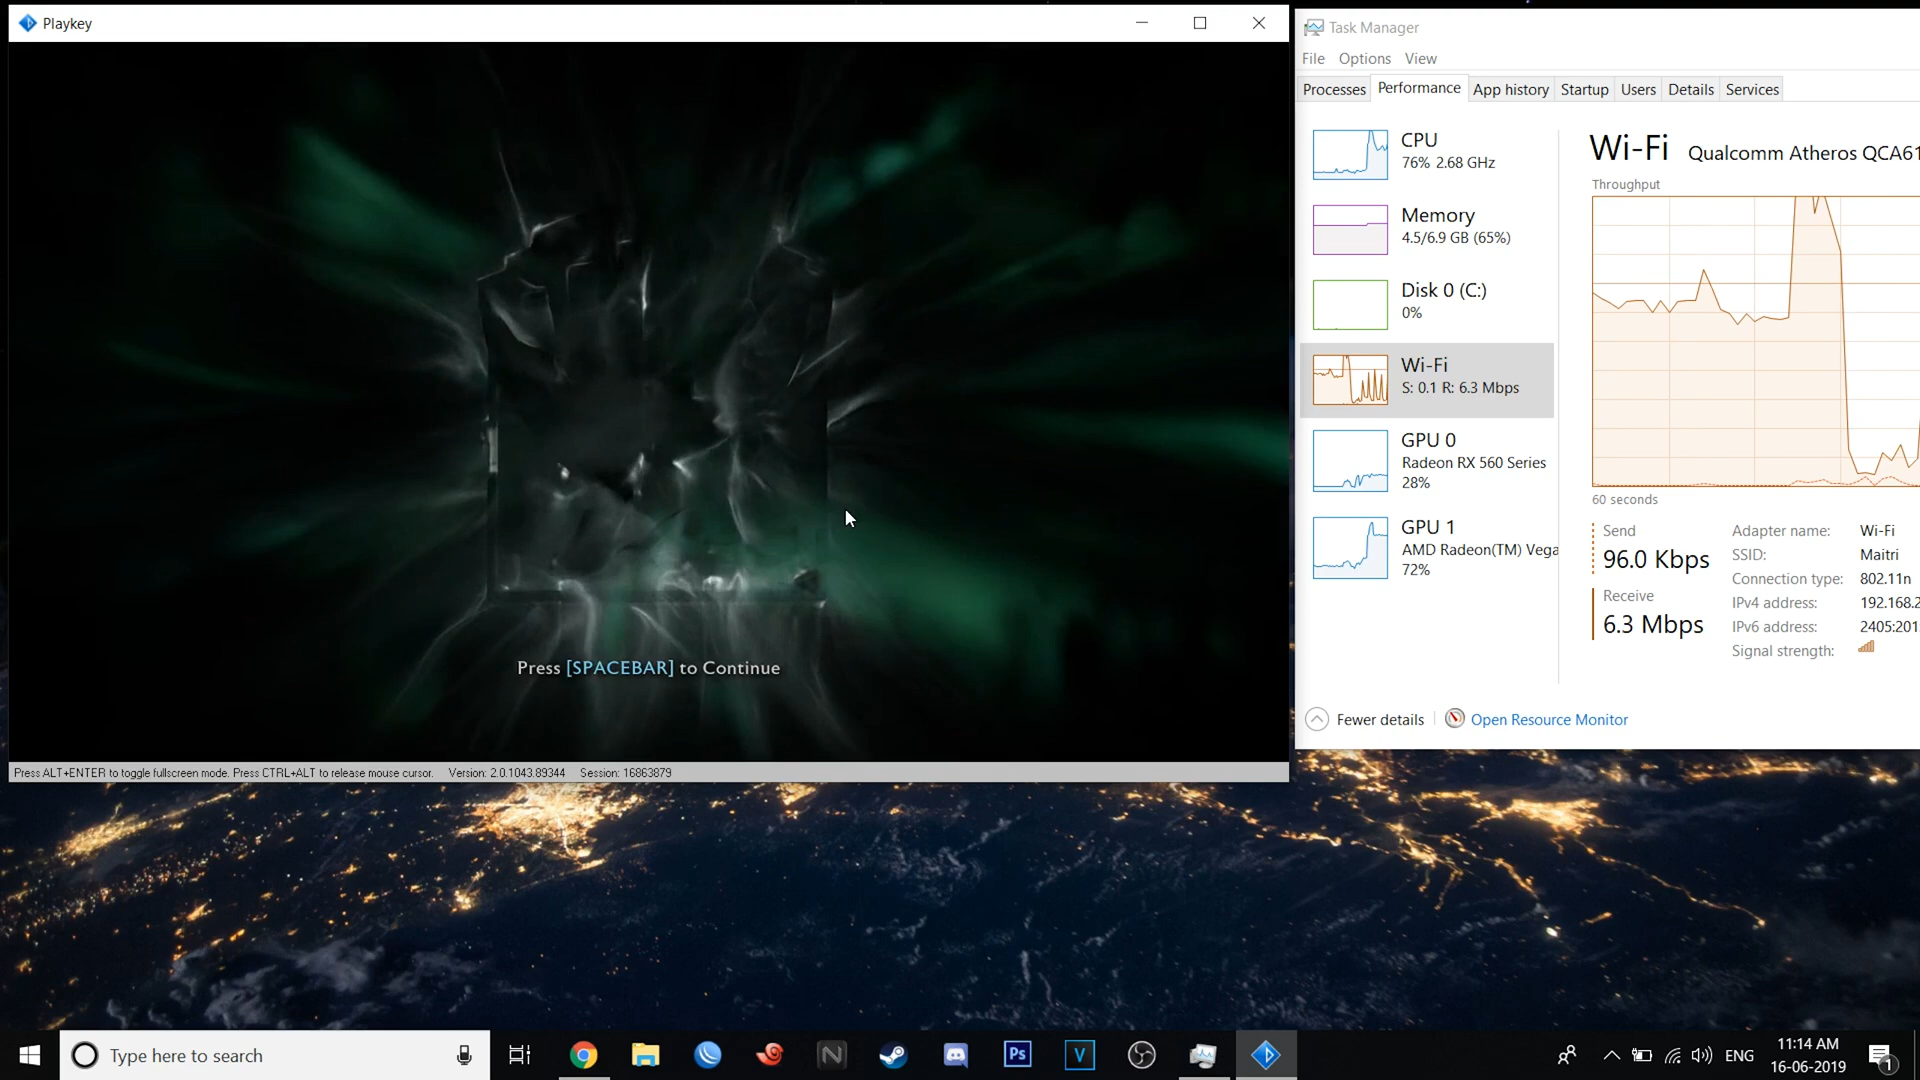 Playkey
Press [SPACEBAR] to Continue
Press ALT+ENTER to toggle fullscreen mode. Press CTRL+ALT to release mouse cursor. Version: 2.0.1043.89344 Session: 16863879
Task Manager
File Options View
Processes Performance App history Startup Users Details Services
CPU
76% 2.68 GHz
Memory
4.5/6.9 GB (65%)
Disk 0 (C:)
0%
Wi-Fi
S: 0.1 R: 6.3 Mbps
GPU 0
Radeon RX 560 Series
28%
GPU 1
AMD Radeon(TM) Vega
72%
Wi-Fi Qualcomm Atheros QCA61
Throughput
60 seconds
Send
96.0 Kbps
Receive
6.3 Mbps
Adapter name: Wi-Fi
SSID: Maitri
Connection type: 802.11n
IPv4 address: 192.168.2
IPv6 address: 2405:201
Signal strength:
Fewer details Open Resource Monitor
Type here to search
N
Ps
V
ENG
11:14 AM
16-06-2019
1